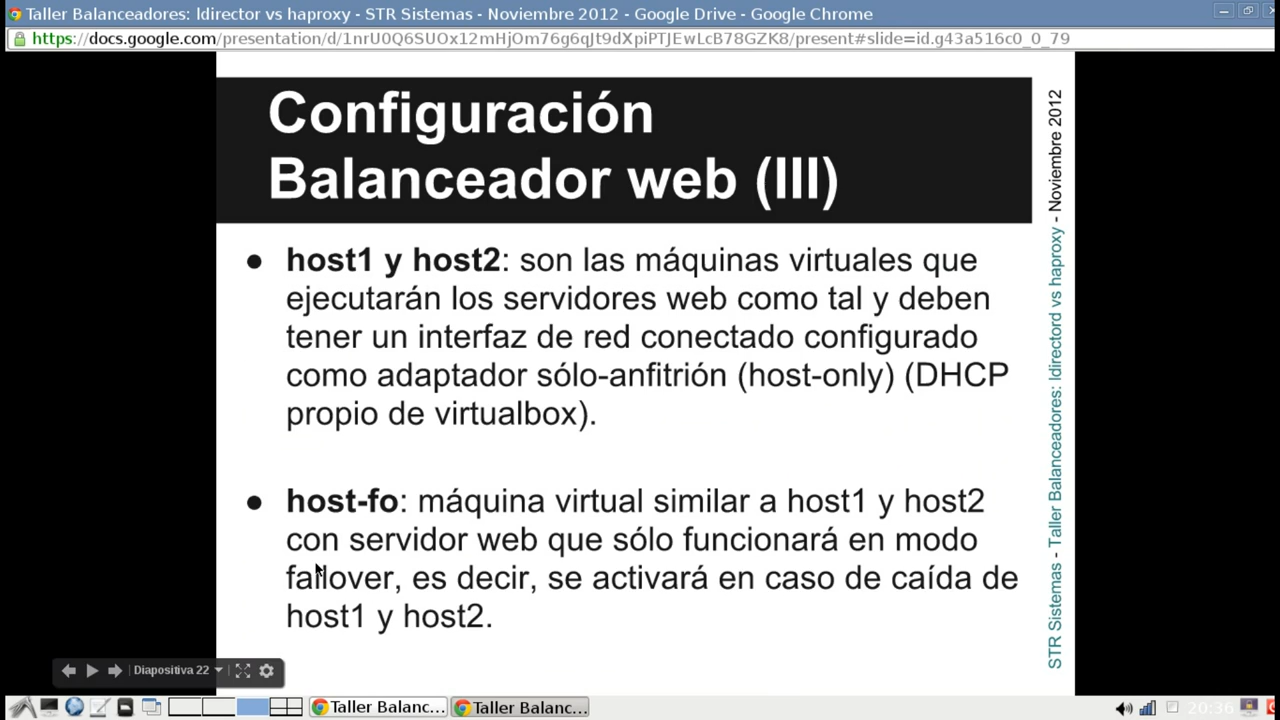 Taller Balanceadores: ldirector vs haproxy - STR Sistemas - Noviembre 2012 - Google Drive - Google Chrome
https://docs.google.com/presentation/d/1nrU0Q6SUOx12mHjOm76g6qJt9dXpiPTJEwLcB78GZK8/present#slide=id.g43a516c0_0_79
Configuración
Balanceador web (III)
● host1 y host2: son las máquinas virtuales que
ejecutarán los servidores web como tal y deben
tener un interfaz de red conectado configurado
como adaptador sólo-anfitrión (host-only) (DHCP
propio de virtualbox).
● host-fo: máquina virtual similar a host1 y host2
con servidor web que sólo funcionará en modo
failover, es decir, se activará en caso de caída de
host1 y host2.
STR Sistemas - Taller Balanceadores: ldirectord vs haproxy - Noviembre 2012
Diapositiva 22
Taller Balanc...
Taller Balanc...
20:36